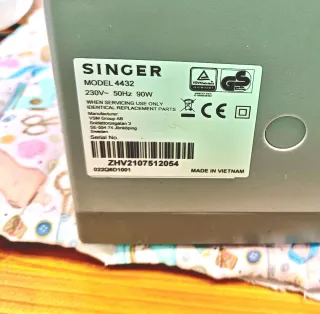 SINGER
MODEL 4432
230V~ 50Hz 90W
WHEN SERVICING USE ONLY
IDENTICAL REPLACEMENT PARTS
Manufacturer:
VSM Group AB
Soldattorpsgatan 3
SE-554 74 Jönköping
Sweden
Serial No.
ZHV2107512054
022Q6D1001
MADE IN VIETNAM